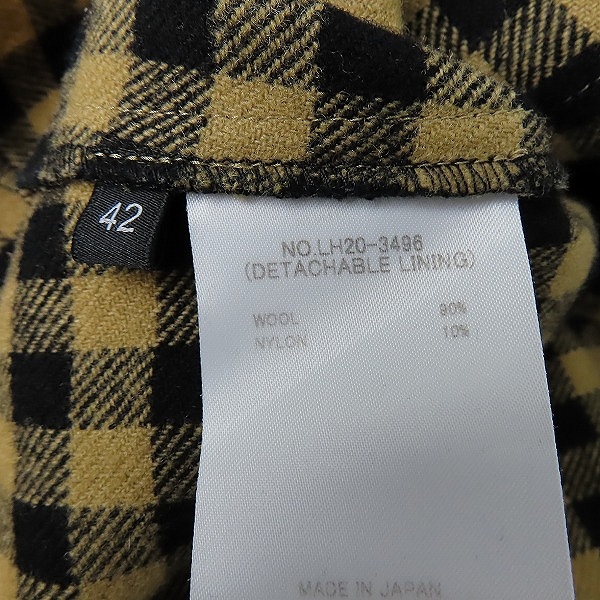 42
NO.LH20-3496
(DETACHABLE LINING)
WOOL 90%
NYLON 10%
MADE IN JAPAN